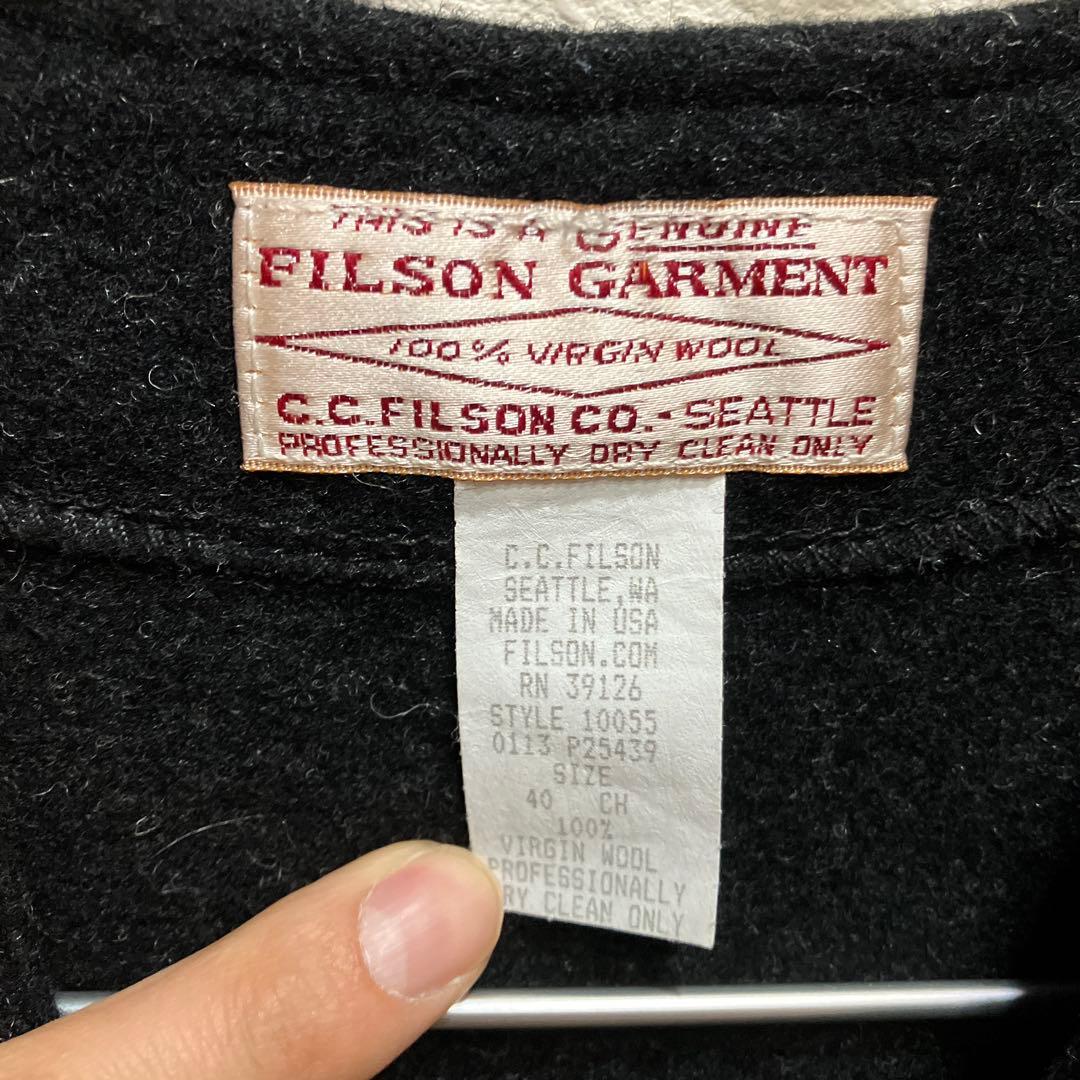 THIS IS A GENUINE
FILSON GARMENT
100% VIRGIN WOOL
C.C.FILSON CO. · SEATTLE
PROFESSIONALLY DRY CLEAN ONLY
C.C.FILSON
SEATTLE,WA
MADE IN USA
FILSON.COM
RN 39126
STYLE 10055
0113 P25439
SIZE
40 CH
100%
VIRGIN WOOL
PROFESSIONALLY
RY CLEAN ONLY